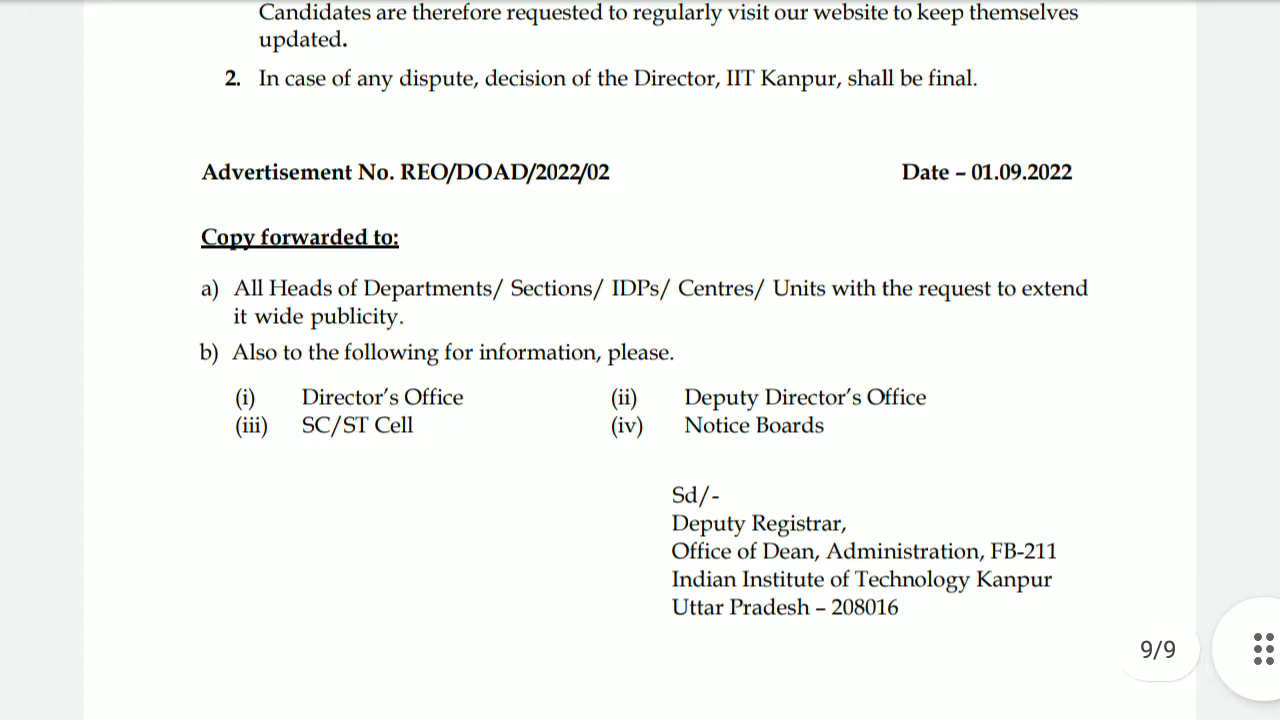 Candidates are therefore requested to regularly visit our website to keep themselves
updated.
2. In case of any dispute, decision of the Director, IIT Kanpur, shall be final.
Advertisement No. REO/DOAD/2022/02 Date – 01.09.2022
Copy forwarded to:
a) All Heads of Departments/ Sections/ IDPs/ Centres/ Units with the request to extend
it wide publicity.
b) Also to the following for information, please.
(i) Director's Office (ii) Deputy Director's Office
(iii) SC/ST Cell (iv) Notice Boards
Sd/-
Deputy Registrar,
Office of Dean, Administration, FB-211
Indian Institute of Technology Kanpur
Uttar Pradesh – 208016
9/9